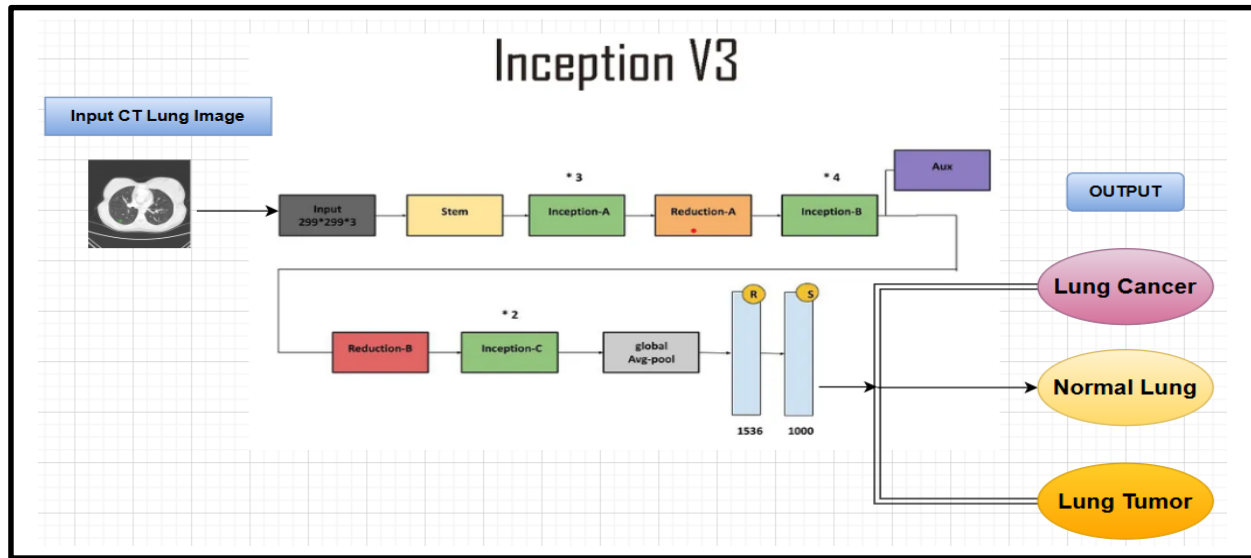 Inception V3
Input CT Lung Image
* 3
* 4
Aux
OUTPUT
Input
299*299*3
Stem
Inception-A
Reduction-A
Inception-B
Lung Cancer
R
S
* 2
Reduction-B
Inception-C
global
Avg-pool
Normal Lung
1536
1000
Lung Tumor